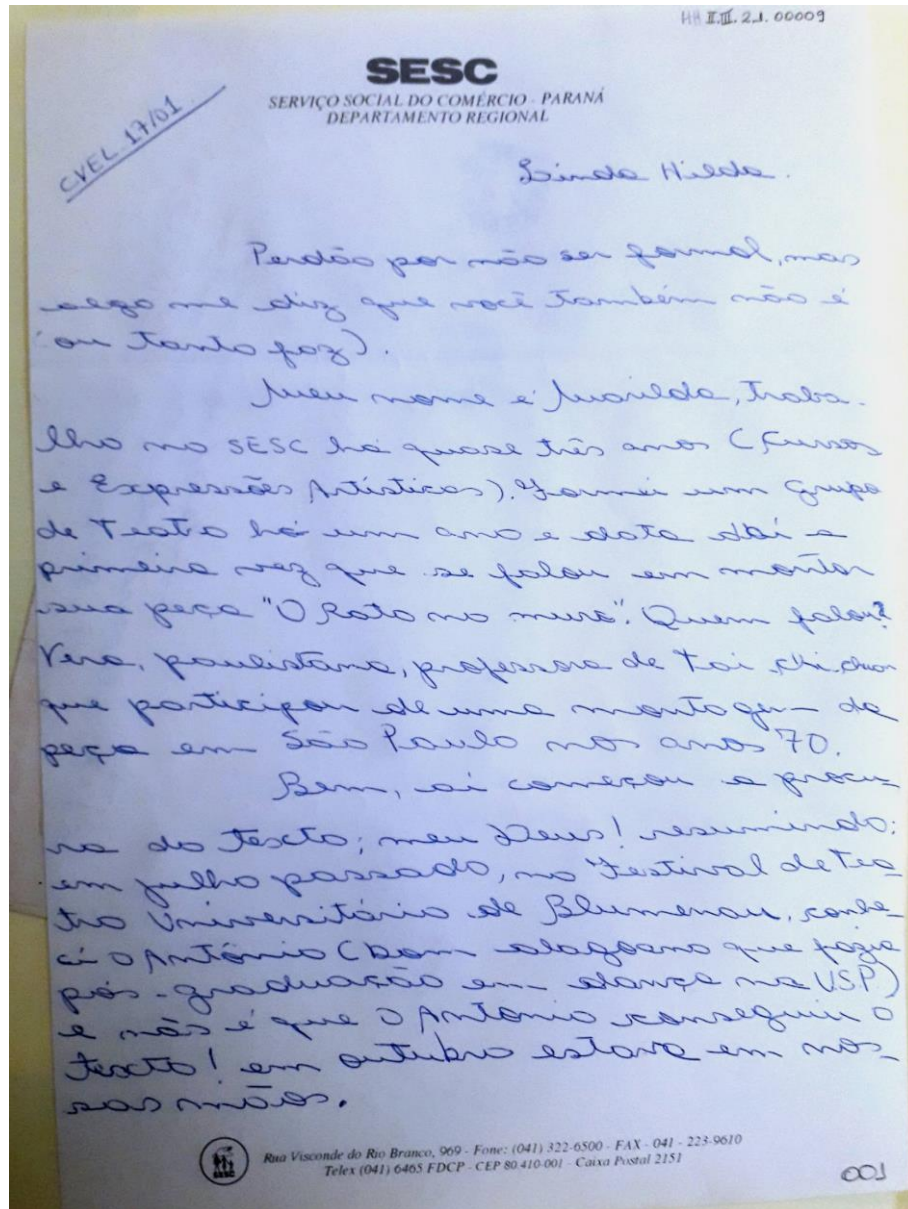 HB II.III.2.1.00009
SESC
SERVIÇO SOCIAL DO COMÉRCIO - PARANÁ
DEPARTAMENTO REGIONAL
CVEL 17/01
Linda Hilda.
Perdão por não ser formal, mas
algo me diz que você também não é
(ou tanto faz).
Meu nome é Marilda, traba-
lho no SESC há quase três anos (Cursos
e Expressões Artísticas). Formei um Grupo
de Teatro há um ano e data daí a
primeira vez que se falou em montar
sua peça "O Rato no muro". Quem falou?
Vera, paulistana, professora de Tai chi chuan
que participou de uma montagem da
peça em São Paulo nos anos 70.
Bem, aí começou a procu-
ra do texto; meu Deus! resumindo:
em julho passado, no Festival de Tea-
tro Universitário de Blumenau, conhe-
ci o Antônio (bom alagoano que fazia
pós-graduação em dança na USP)
e não é que o Antônio conseguiu o
texto! em outubro estava em nos-
sas mãos.
Rua Visconde do Rio Branco, 969 - Fone: (041) 322-6500 - FAX - 041 - 223-9610
Telex (041) 6465 FDCP - CEP 80.410-001 - Caixa Postal 2151
SESC
001